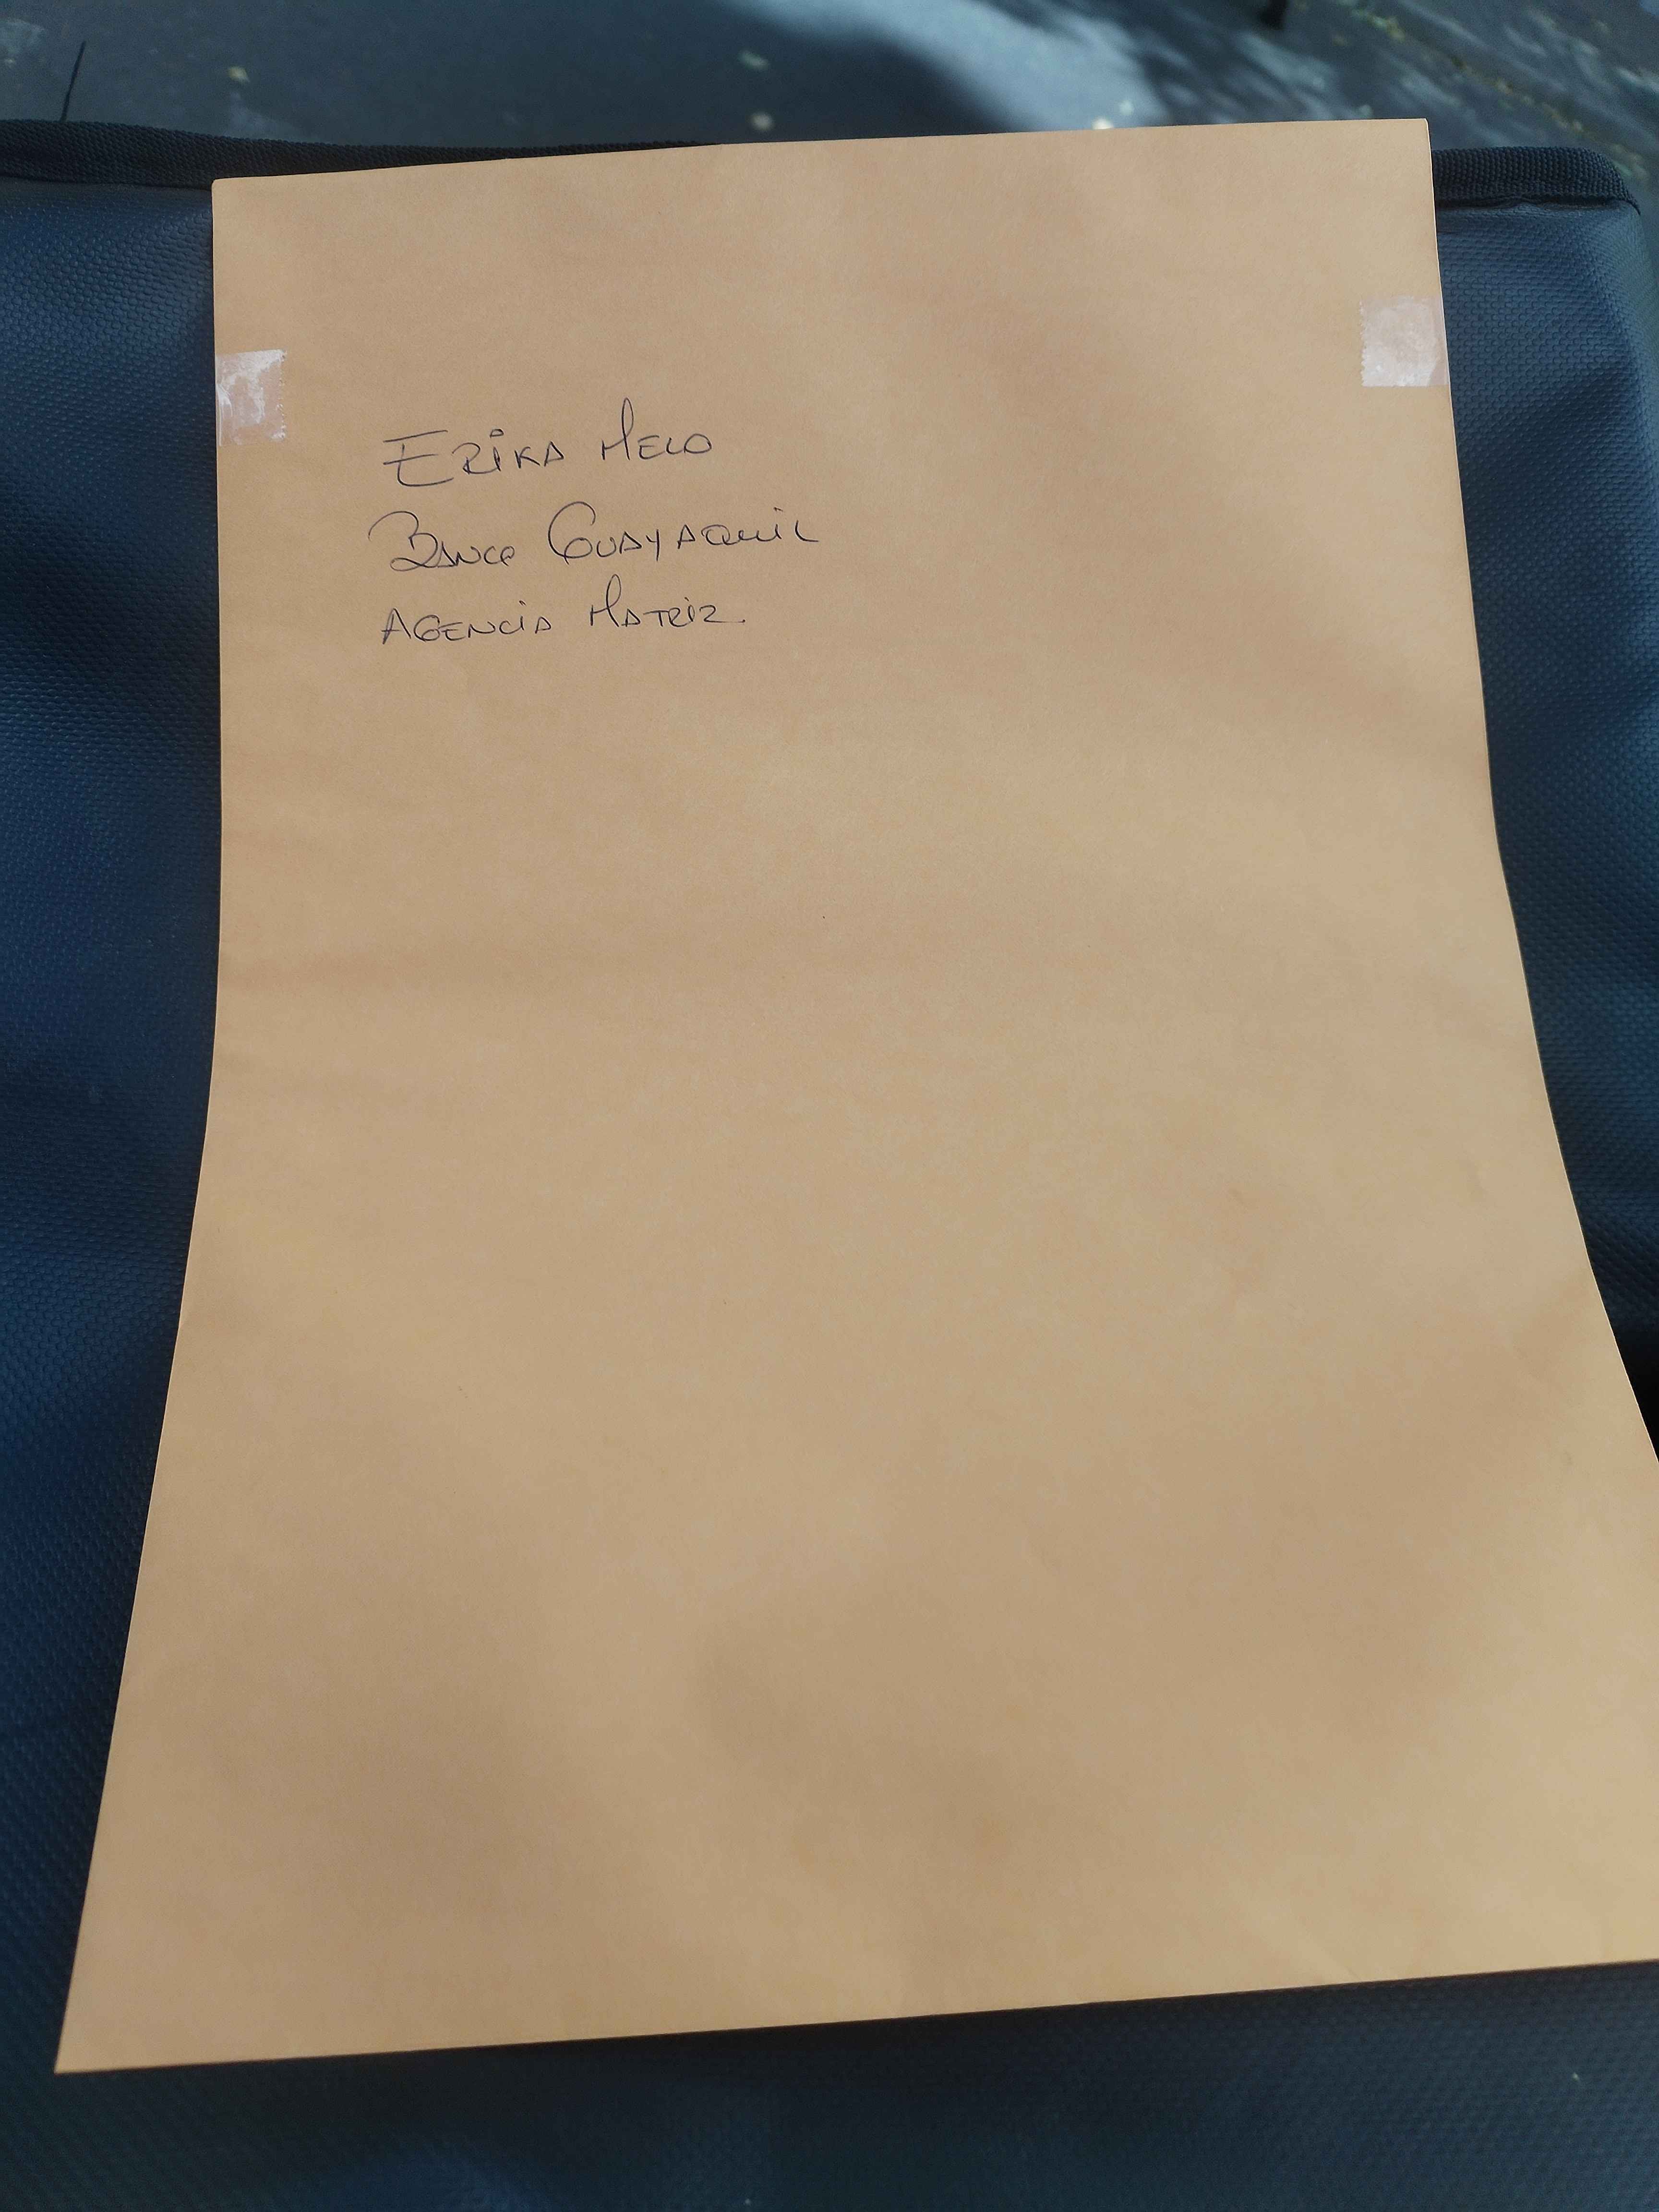 Erika Melo
Banco Guayaquil
Agencia Matriz.